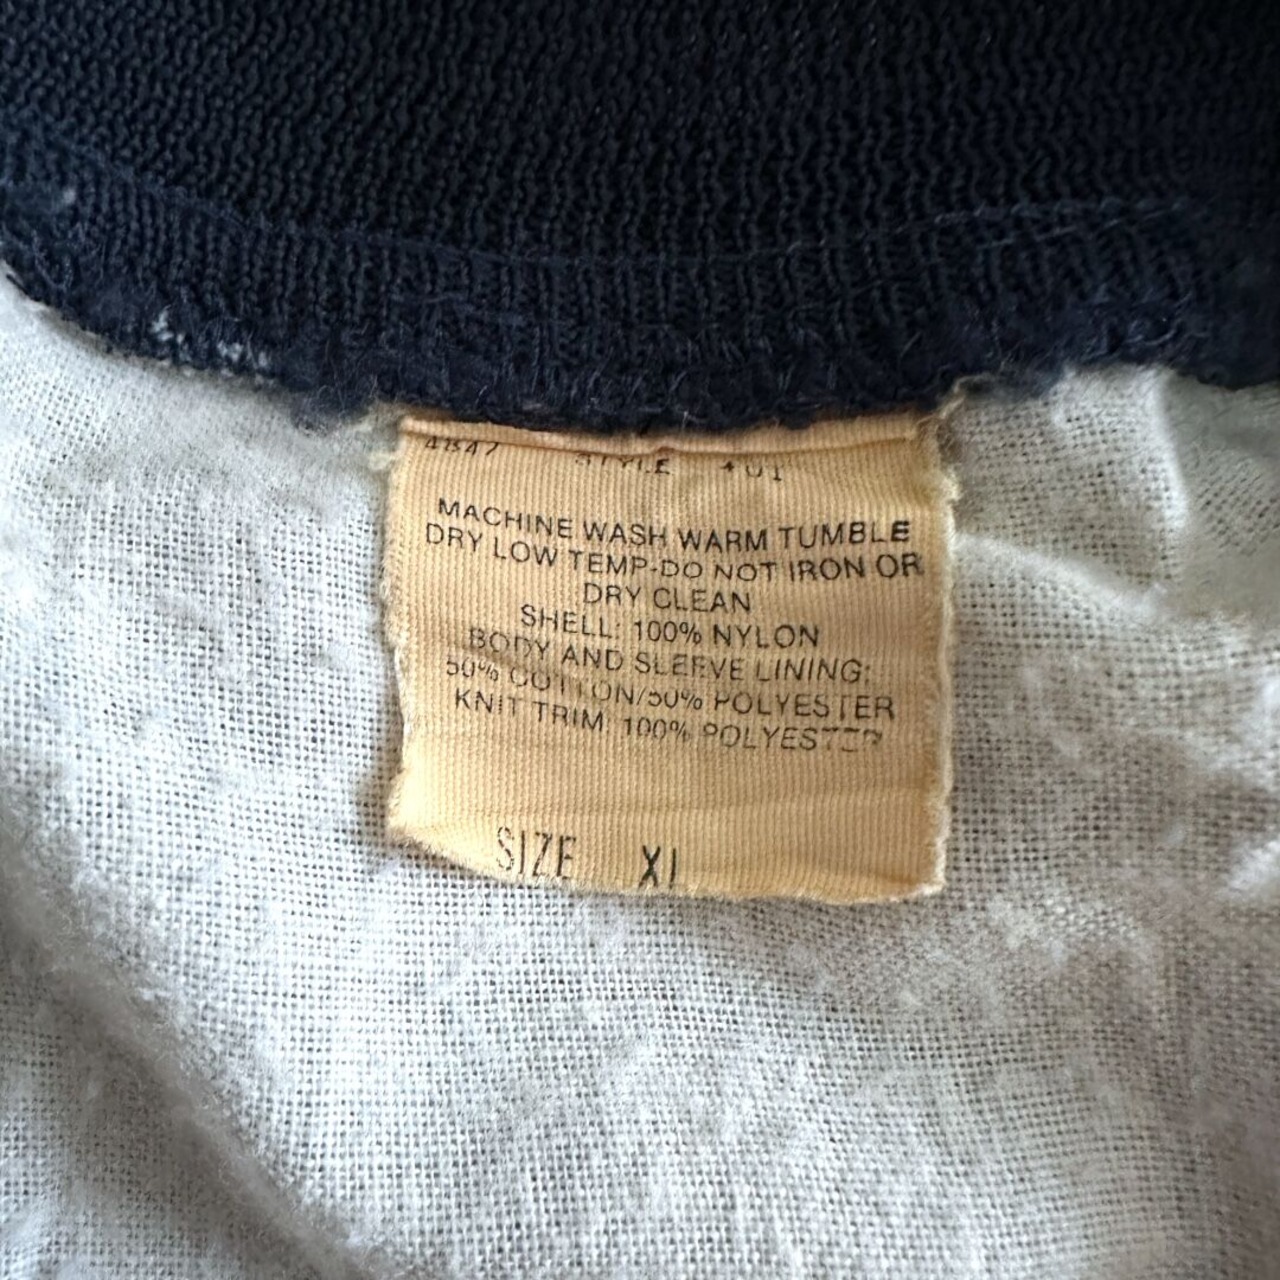 STYLE
MACHINE WASH WARM TUMBLE
DRY LOW TEMP-DO NOT IRON OR
DRY CLEAN
SHELL: 100% NYLON
BODY AND SLEEVE LINING:
50% COTTON/50% POLYESTER
KNIT TRIM: 100% POLYESTER
SIZE XL